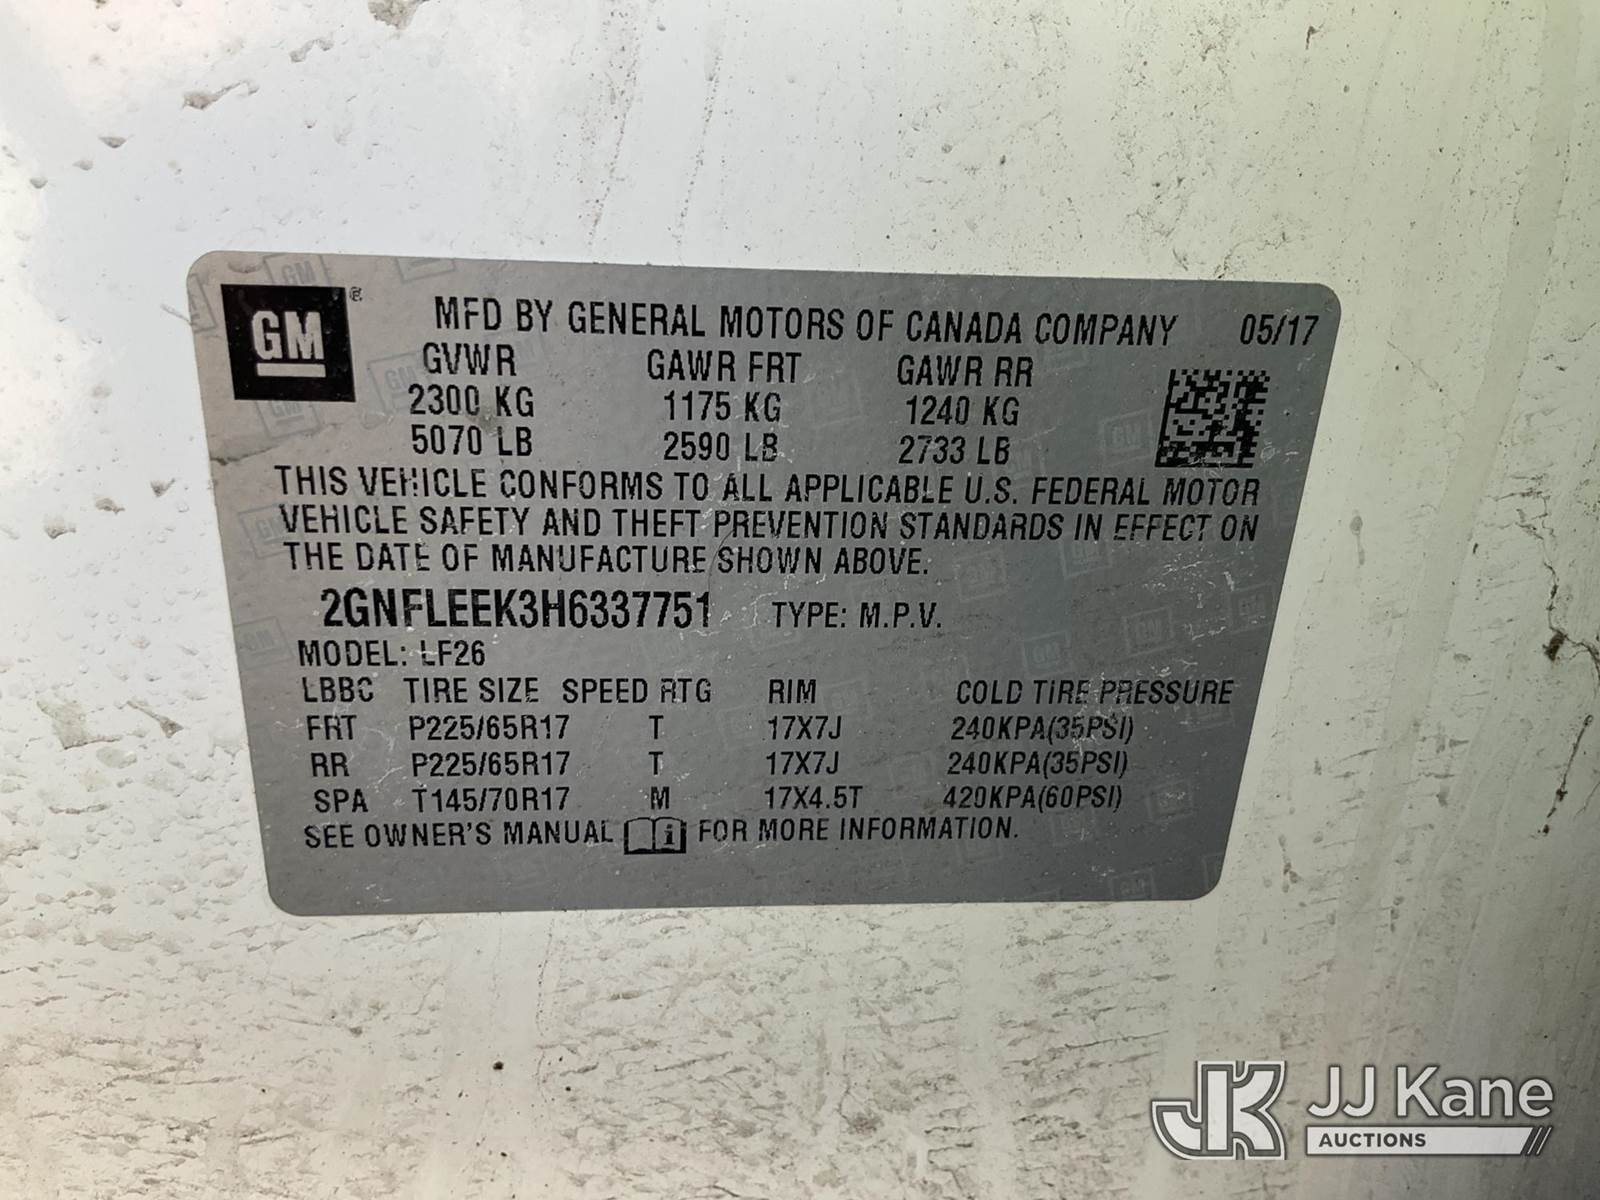 GM ® MFD BY GENERAL MOTORS OF CANADA COMPANY 05/17
GVWR GAWR FRT GAWR RR
2300 KG 1175 KG 1240 KG
5070 LB 2590 LB 2733 LB
THIS VEHICLE CONFORMS TO ALL APPLICABLE U.S. FEDERAL MOTOR
VEHICLE SAFETY AND THEFT PREVENTION STANDARDS IN EFFECT ON
THE DATE OF MANUFACTURE SHOWN ABOVE.
2GNFLEEK3H6337751 TYPE: M.P.V.
MODEL: LF26
LBBC TIRE SIZE SPEED RTG RIM COLD TIRE PRESSURE
FRT P225/65R17 T 17X7J 240KPA(35PSI)
RR P225/65R17 T 17X7J 240KPA(35PSI)
SPA T145/70R17 M 17X4.5T 420KPA(60PSI)
SEE OWNER'S MANUAL i FOR MORE INFORMATION.
JK JJ Kane
AUCTIONS